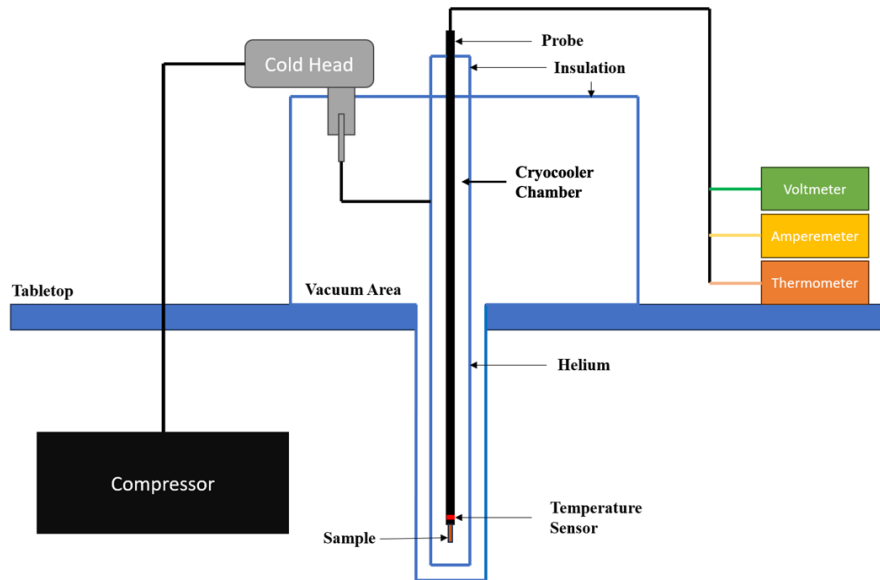 Probe
Cold Head
Insulation
Cryocooler
Chamber
Voltmeter
Amperemeter
Thermometer
Tabletop
Vacuum Area
Helium
Compressor
Temperature
Sensor
Sample